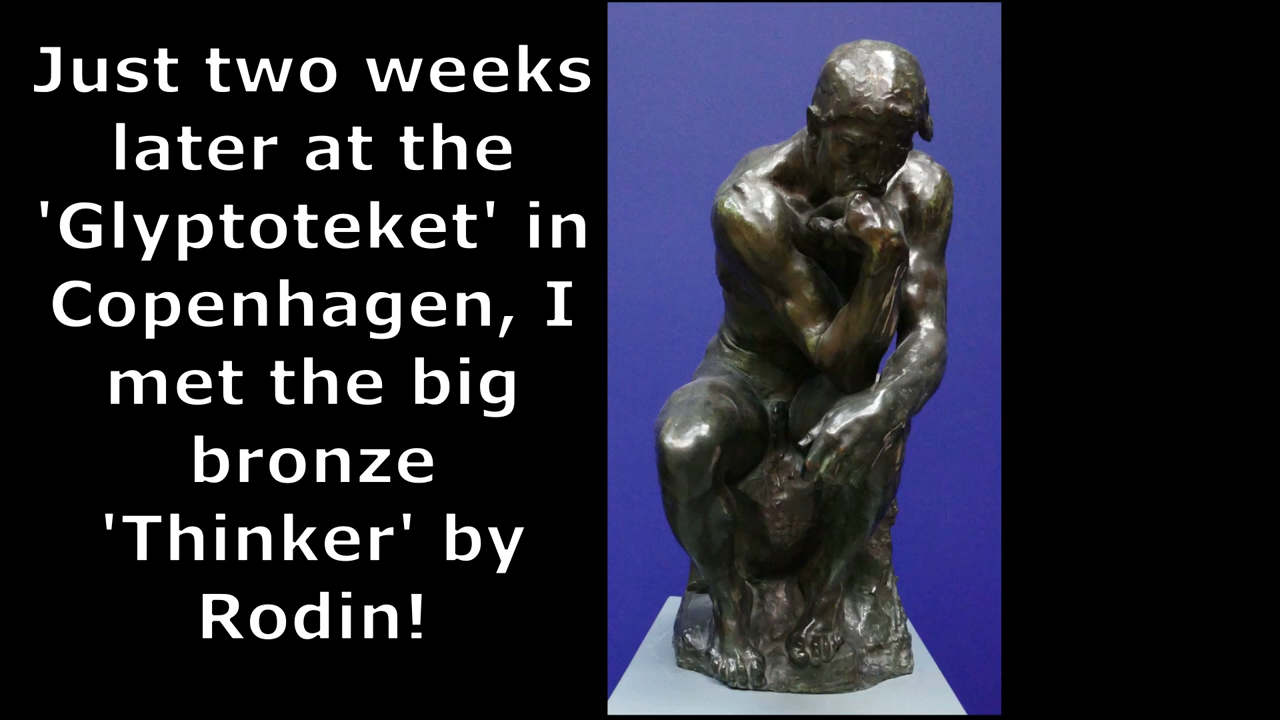 Just two weeks
later at the
'Glyptoteket' in
Copenhagen, I
met the big
bronze
'Thinker' by
Rodin!